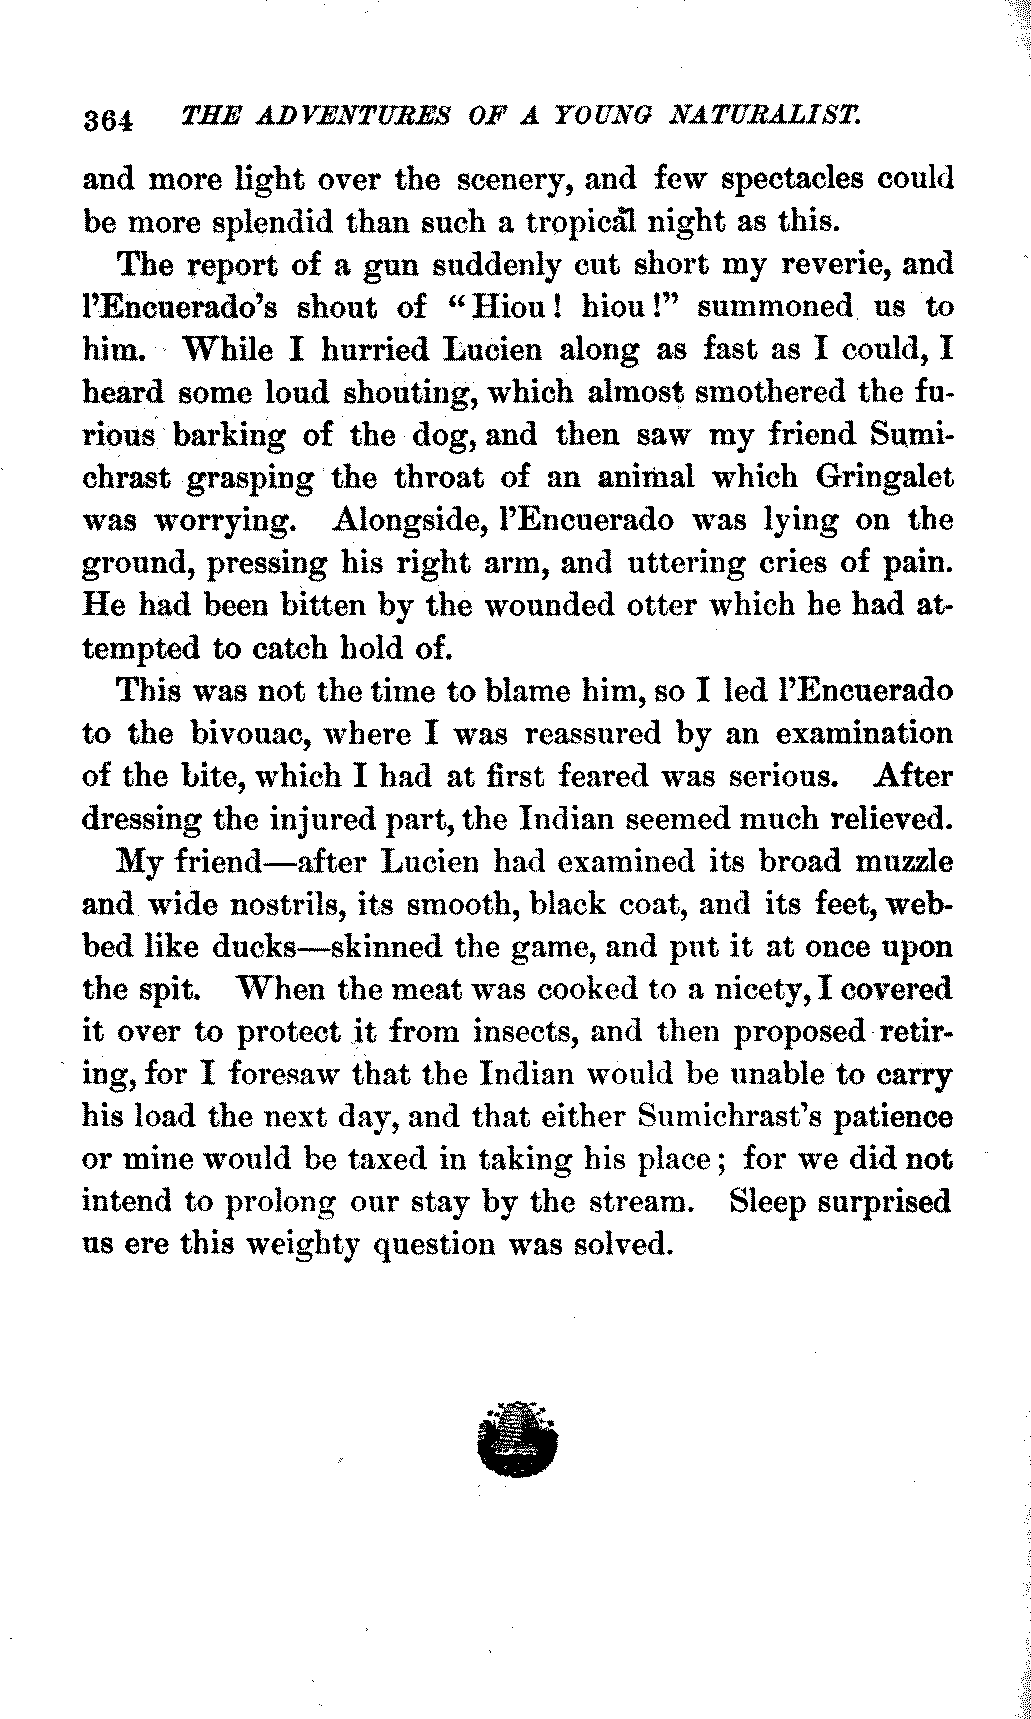 364 THE ADVENTURES OF A YOUNG NATURALIST.
and more light over the scenery, and few spectacles could
be more splendid than such a tropical night as this.
The report of a gun suddenly cut short my reverie, and
l'Encuerado's shout of "Hiou! hiou!" summoned us to
him. While I hurried Lucien along as fast as I could, I
heard some loud shouting, which almost smothered the fu-
rious barking of the dog, and then saw my friend Sumi-
chrast grasping the throat of an animal which Gringalet
was worrying. Alongside, l'Encuerado was lying on the
ground, pressing his right arm, and uttering cries of pain.
He had been bitten by the wounded otter which he had at-
tempted to catch hold of.
This was not the time to blame him, so I led l'Encuerado
to the bivouac, where I was reassured by an examination
of the bite, which I had at first feared was serious. After
dressing the injured part, the Indian seemed much relieved.
My friend—after Lucien had examined its broad muzzle
and wide nostrils, its smooth, black coat, and its feet, web-
bed like ducks—skinned the game, and put it at once upon
the spit. When the meat was cooked to a nicety, I covered
it over to protect it from insects, and then proposed retir-
ing, for I foresaw that the Indian would be unable to carry
his load the next day, and that either Sumichrast's patience
or mine would be taxed in taking his place; for we did not
intend to prolong our stay by the stream. Sleep surprised
us ere this weighty question was solved.